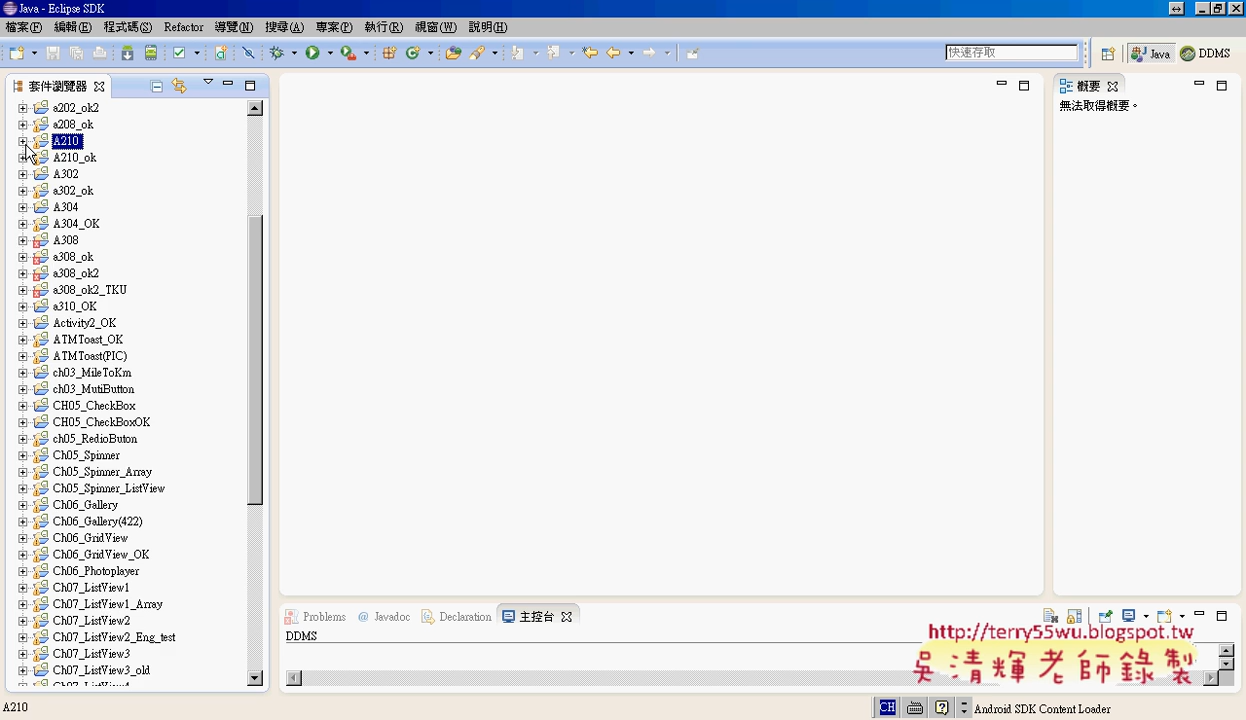 Java - Eclipse SDK
檔案(F) 編輯(E) 程式碼(S) Refactor 導覽(N) 搜尋(A) 專案(P) 執行(R) 視窗(W) 說明(H)
快速存取 Java DDMS
套件瀏覽器
a202_ok2
a208_ok
A210
A210_ok
A302
a302_ok
A304
A304_OK
A308
a308_ok
a308_ok2
a308_ok2_TKU
a310_OK
Activity2_OK
ATMToast_OK
ATMToast(PIC)
ch03_MileToKm
ch03_MutiButton
CH05_CheckBox
CH05_CheckBoxOK
ch05_RedioButon
Ch05_Spinner
Ch05_Spinner_Array
Ch05_Spinner_ListView
Ch06_Gallery
Ch06_Gallery(422)
Ch06_GridView
Ch06_GridView_OK
Ch06_Photoplayer
Ch07_ListView1
Ch07_ListView1_Array
Ch07_ListView2
Ch07_ListView2_Eng_test
Ch07_ListView3
Ch07_ListView3_old
Ch07_ListView4
概要
無法取得概要。
Problems @ Javadoc Declaration 主控台
DDMS
http://terry55wu.blogspot.tw
吳清輝老師錄製
A210
CH
Android SDK Content Loader